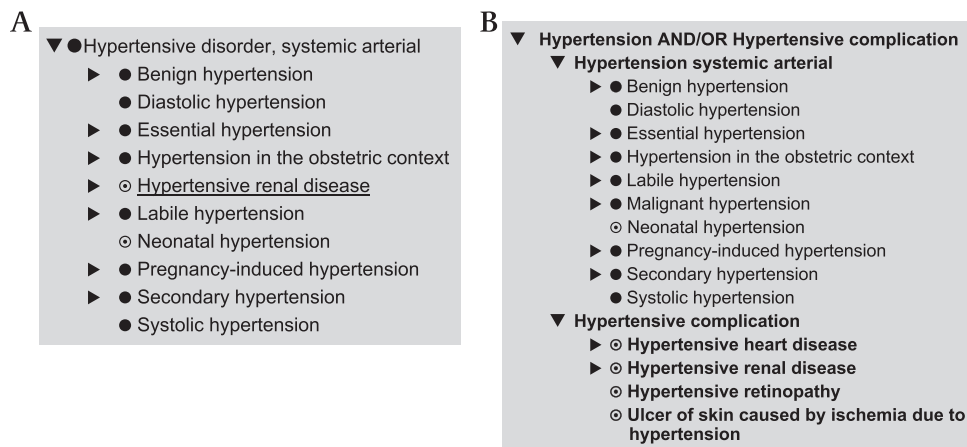 A
Hypertensive disorder, systemic arterial
Benign hypertension
Diastolic hypertension
Essential hypertension
Hypertension in the obstetric context
Hypertensive renal disease
Labile hypertension
Neonatal hypertension
Pregnancy-induced hypertension
Secondary hypertension
Systolic hypertension
B
Hypertension AND/OR Hypertensive complication
Hypertension systemic arterial
Benign hypertension
Diastolic hypertension
Essential hypertension
Hypertension in the obstetric context
Labile hypertension
Malignant hypertension
Neonatal hypertension
Pregnancy-induced hypertension
Secondary hypertension
Systolic hypertension
Hypertensive complication
Hypertensive heart disease
Hypertensive renal disease
Hypertensive retinopathy
Ulcer of skin caused by ischemia due to
hypertension